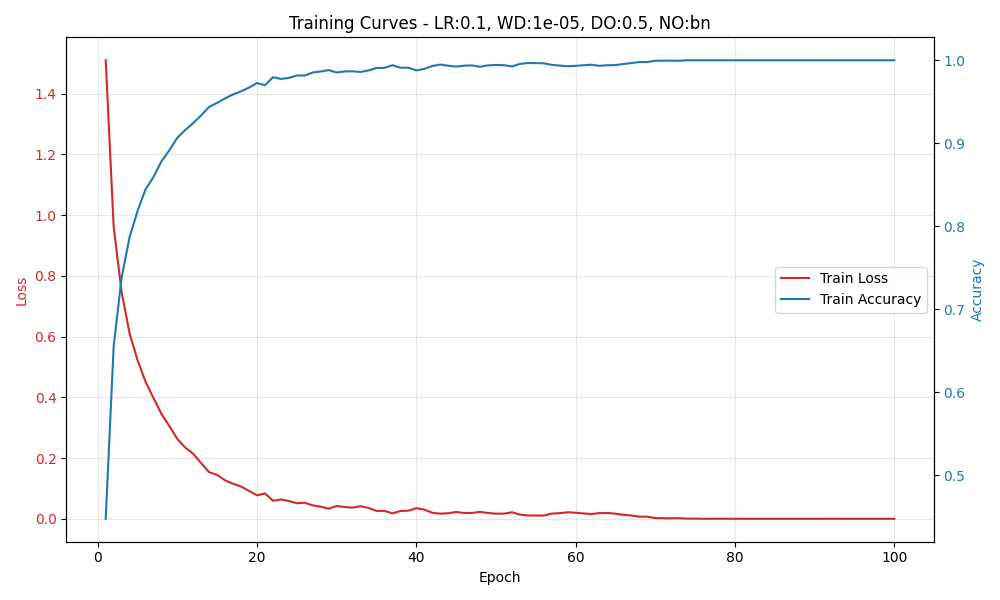 Training Curves - LR:0.1, WD:1e-05, DO:0.5, NO:bn
1.4
1.2
1.0
0.8
0.6
0.4
0.2
0.0
Loss
1.0
0.9
0.8
0.7
0.6
0.5
Accuracy
Train Loss
Train Accuracy
0 20 40 60 80 100
Epoch